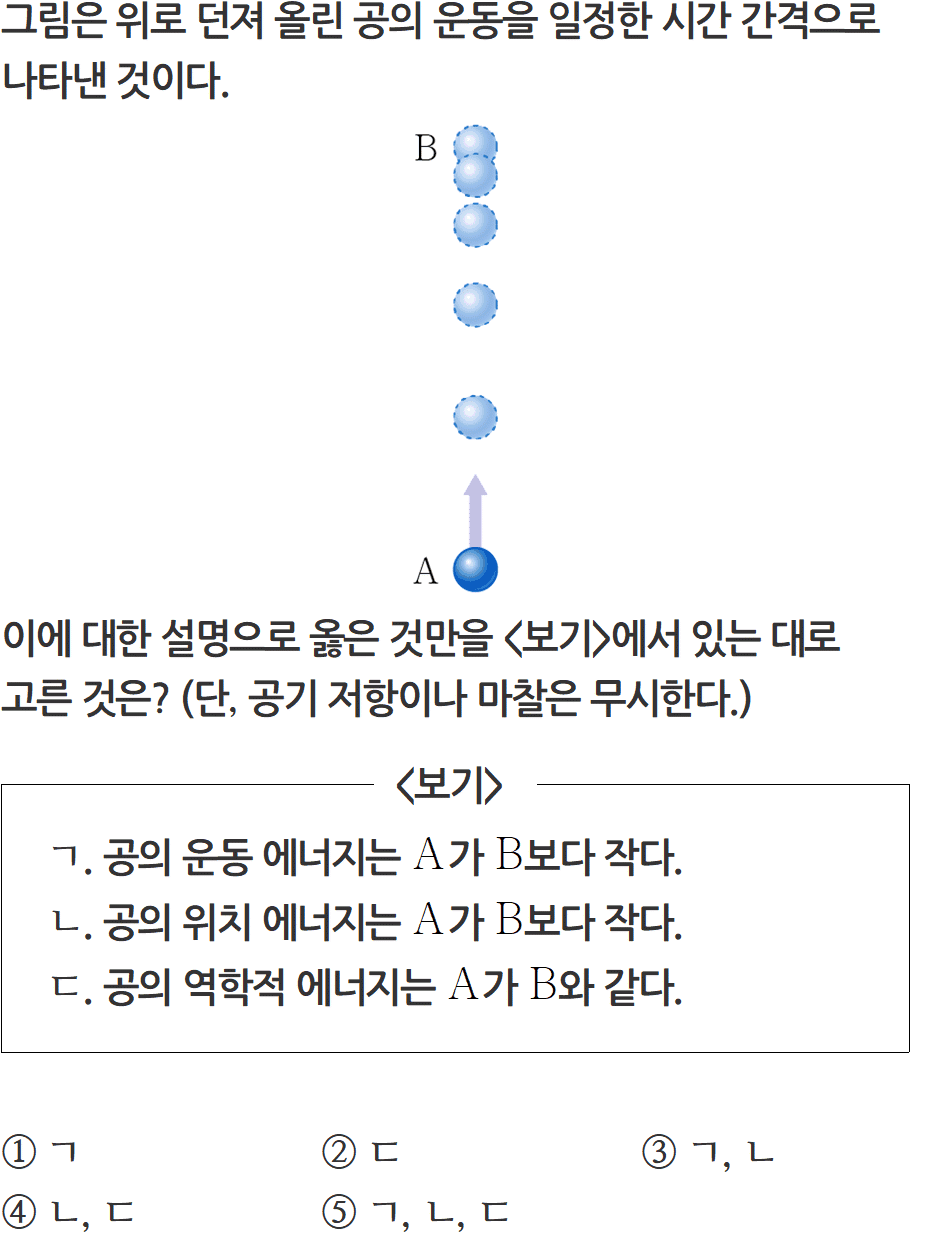 그림은 위로 던져 올린 공의 운동을 일정한 시간 간격으로
나타낸 것이다.
B
A
이에 대한 설명으로 옳은 것만을 <보기>에서 있는 대로
고른 것은? (단, 공기 저항이나 마찰은 무시한다.)
<보기>
ㄱ. 공의 운동 에너지는 A가 B보다 작다.
ㄴ. 공의 위치 에너지는 A가 B보다 작다.
ㄷ. 공의 역학적 에너지는 A가 B와 같다.
① ㄱ ② ㄷ ③ ㄱ, ㄴ
④ ㄴ, ㄷ ⑤ ㄱ, ㄴ, ㄷ